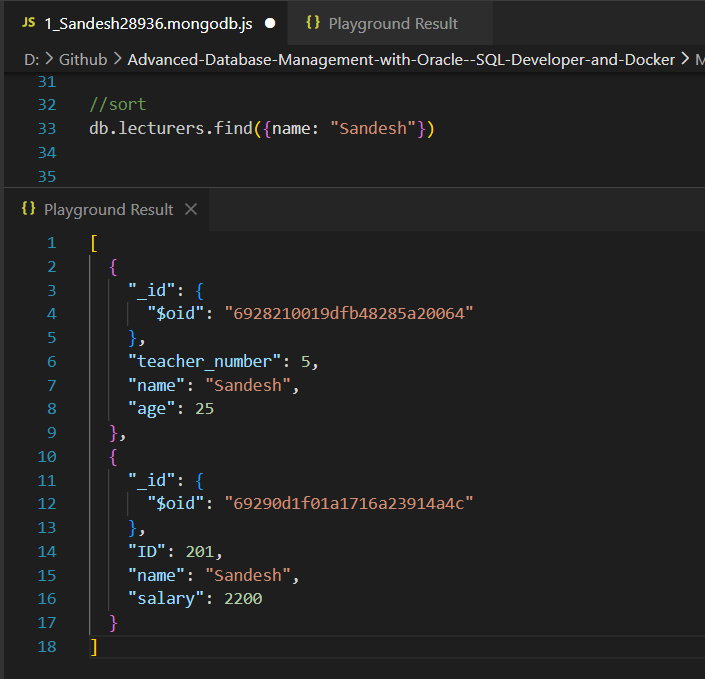 JS 1_Sandesh28936.mongodb.js ● {} Playground Result
D: > Github > Advanced-Database-Management-with-Oracle--SQL-Developer-and-Docker > M
31
32 //sort
33 db.lecturers.find({name: "Sandesh"})
34
35
{} Playground Result ×
1 [
2 {
3 "_id": {
4 "$oid": "6928210019dfb48285a20064"
5 },
6 "teacher_number": 5,
7 "name": "Sandesh",
8 "age": 25
9 },
10 {
11 "_id": {
12 "$oid": "69290d1f01a1716a23914a4c"
13 },
14 "ID": 201,
15 "name": "Sandesh",
16 "salary": 2200
17 }
18 ]